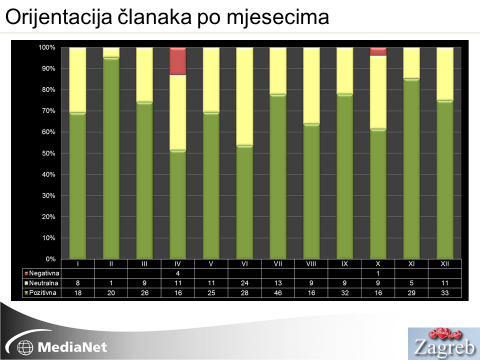 Orijentacija članaka po mjesecima
100%
90%
80%
70%
60%
50%
40%
30%
20%
10%
0%
I II III IV V VI VII VIII IX X XI XII
Negativna 4 1
Neutralna 8 1 9 11 11 24 13 9 9 9 5 11
Pozitivna 18 20 26 16 25 28 46 16 32 16 29 33
MediaNet
Zagreb